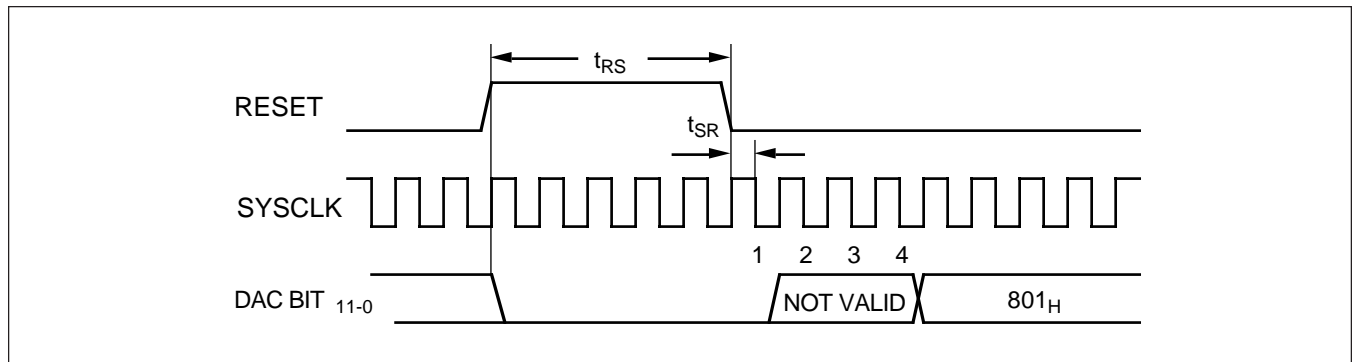 tRS
RESET
tSR
SYSCLK
1 2 3 4
DAC BIT 11-0 NOT VALID 801H